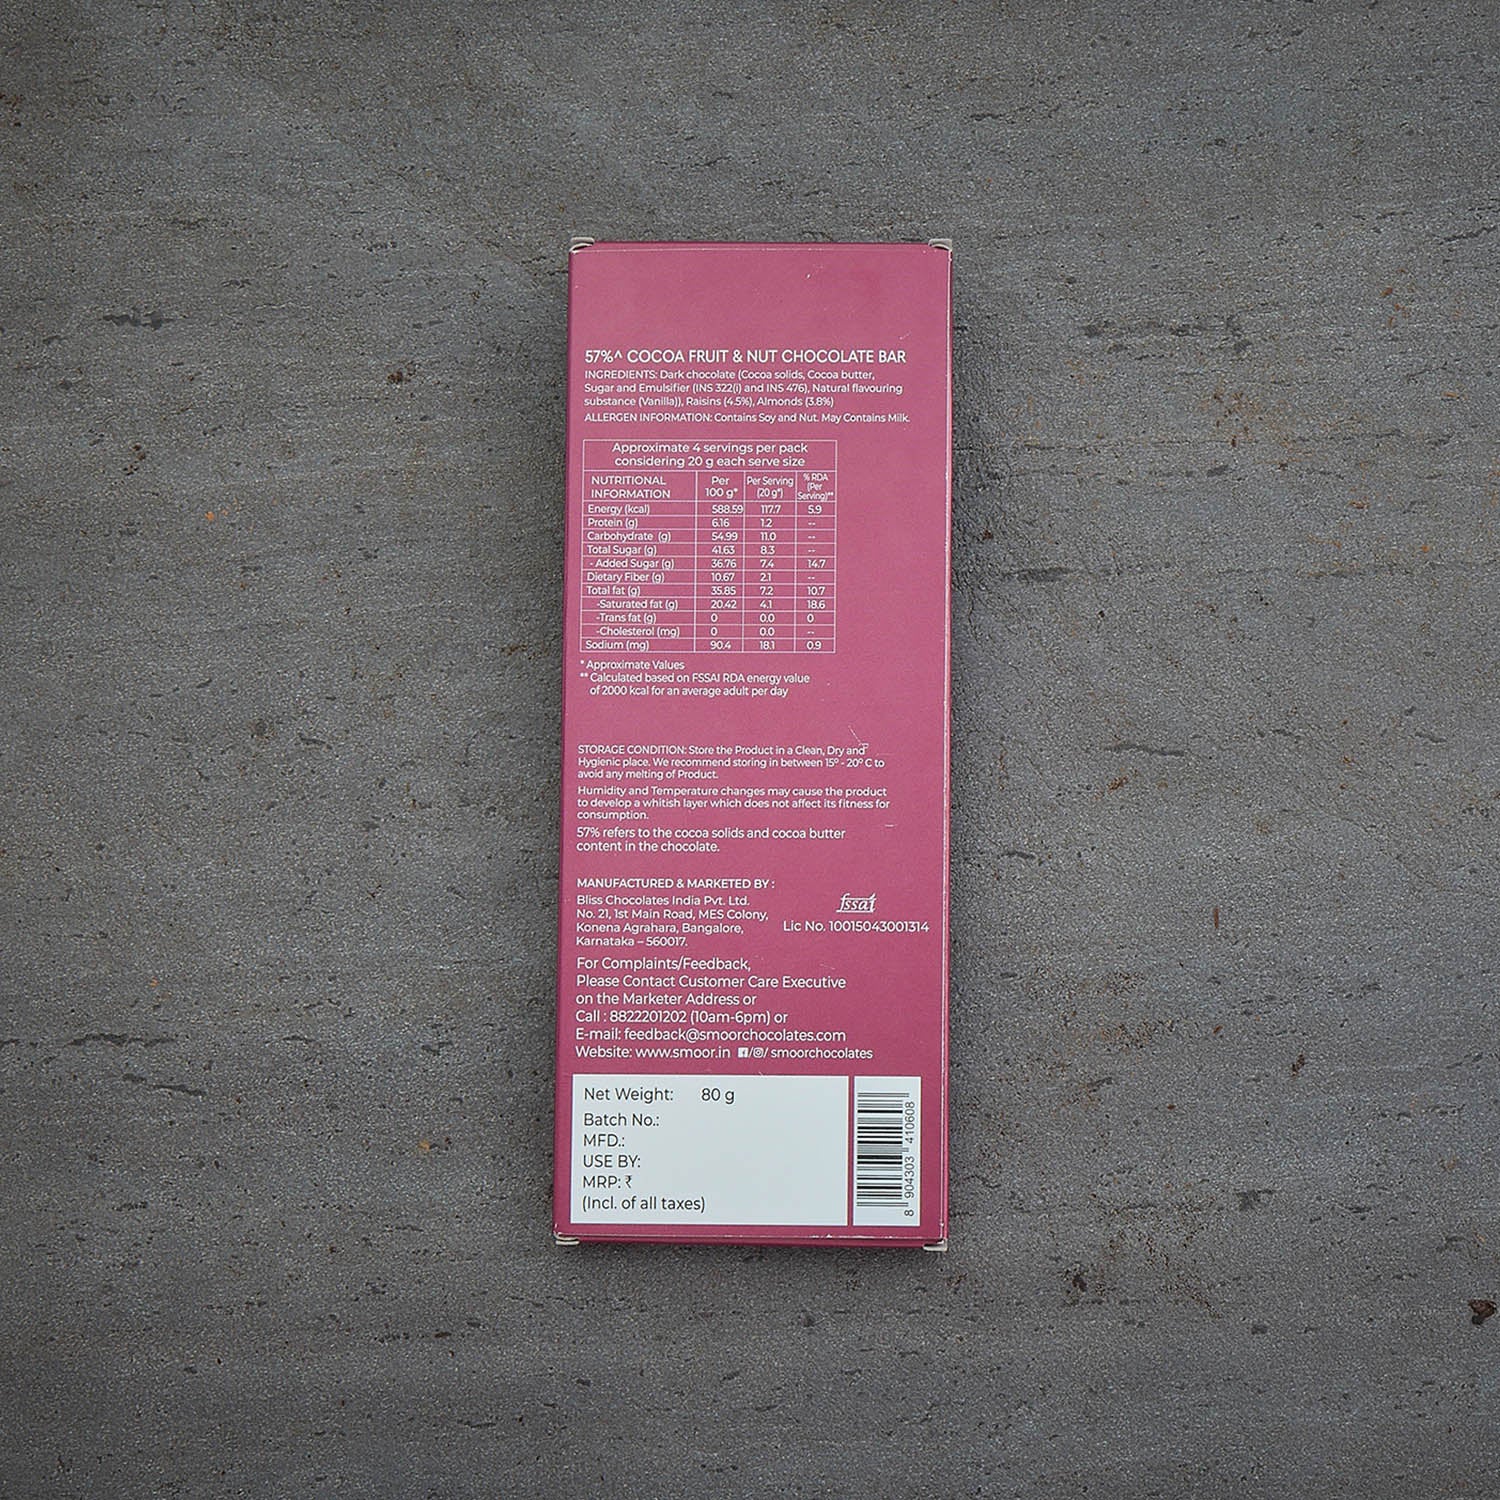 57%^ COCOA FRUIT & NUT CHOCOLATE BAR
INGREDIENTS: Dark chocolate (Cocoa solids, Cocoa butter,
Sugar and Emulsifier (INS 322(i) and INS 476), Natural flavouring
substance (Vanilla)), Raisins (4.5%), Almonds (3.8%)
ALLERGEN INFORMATION: Contains Soy and Nut. May Contains Milk.
Approximate 4 servings per pack
considering 20 g each serve size
NUTRITIONAL INFORMATION Per 100 g* Per Serving (20 g*) % RDA (Per Serving)**
Energy (kcal) 588.59 117.7 5.9
Protein (g) 6.16 1.2 --
Carbohydrate (g) 54.99 11.0 --
Total Sugar (g) 41.63 8.3 --
- Added Sugar (g) 36.76 7.4 14.7
Dietary Fiber (g) 10.67 2.1 --
Total fat (g) 35.85 7.2 10.7
-Saturated fat (g) 20.42 4.1 18.6
-Trans fat (g) 0 0.0 0
-Cholesterol (mg) 0 0.0 --
Sodium (mg) 90.4 18.1 0.9
* Approximate Values
** Calculated based on FSSAI RDA energy value
of 2000 kcal for an average adult per day
STORAGE CONDITION: Store the Product in a Clean, Dry and
Hygienic place. We recommend storing in between 15º - 20º C to
avoid any melting of Product.
Humidity and Temperature changes may cause the product
to develop a whitish layer which does not affect its fitness for
consumption.
57% refers to the cocoa solids and cocoa butter
content in the chocolate.
MANUFACTURED & MARKETED BY :
Bliss Chocolates India Pvt. Ltd.
No. 21, 1st Main Road, MES Colony,
Konena Agrahara, Bangalore,
Karnataka – 560017.
fssai
Lic No. 10015043001314
For Complaints/Feedback,
Please Contact Customer Care Executive
on the Marketer Address or
Call : 8822201202 (10am-6pm) or
E-mail: feedback@smoorchocolates.com
Website: www.smoor.in f/ / smoorchocolates
Net Weight: 80 g
Batch No.:
MFD.:
USE BY:
MRP: ₹
(Incl. of all taxes)
8 904303 410608